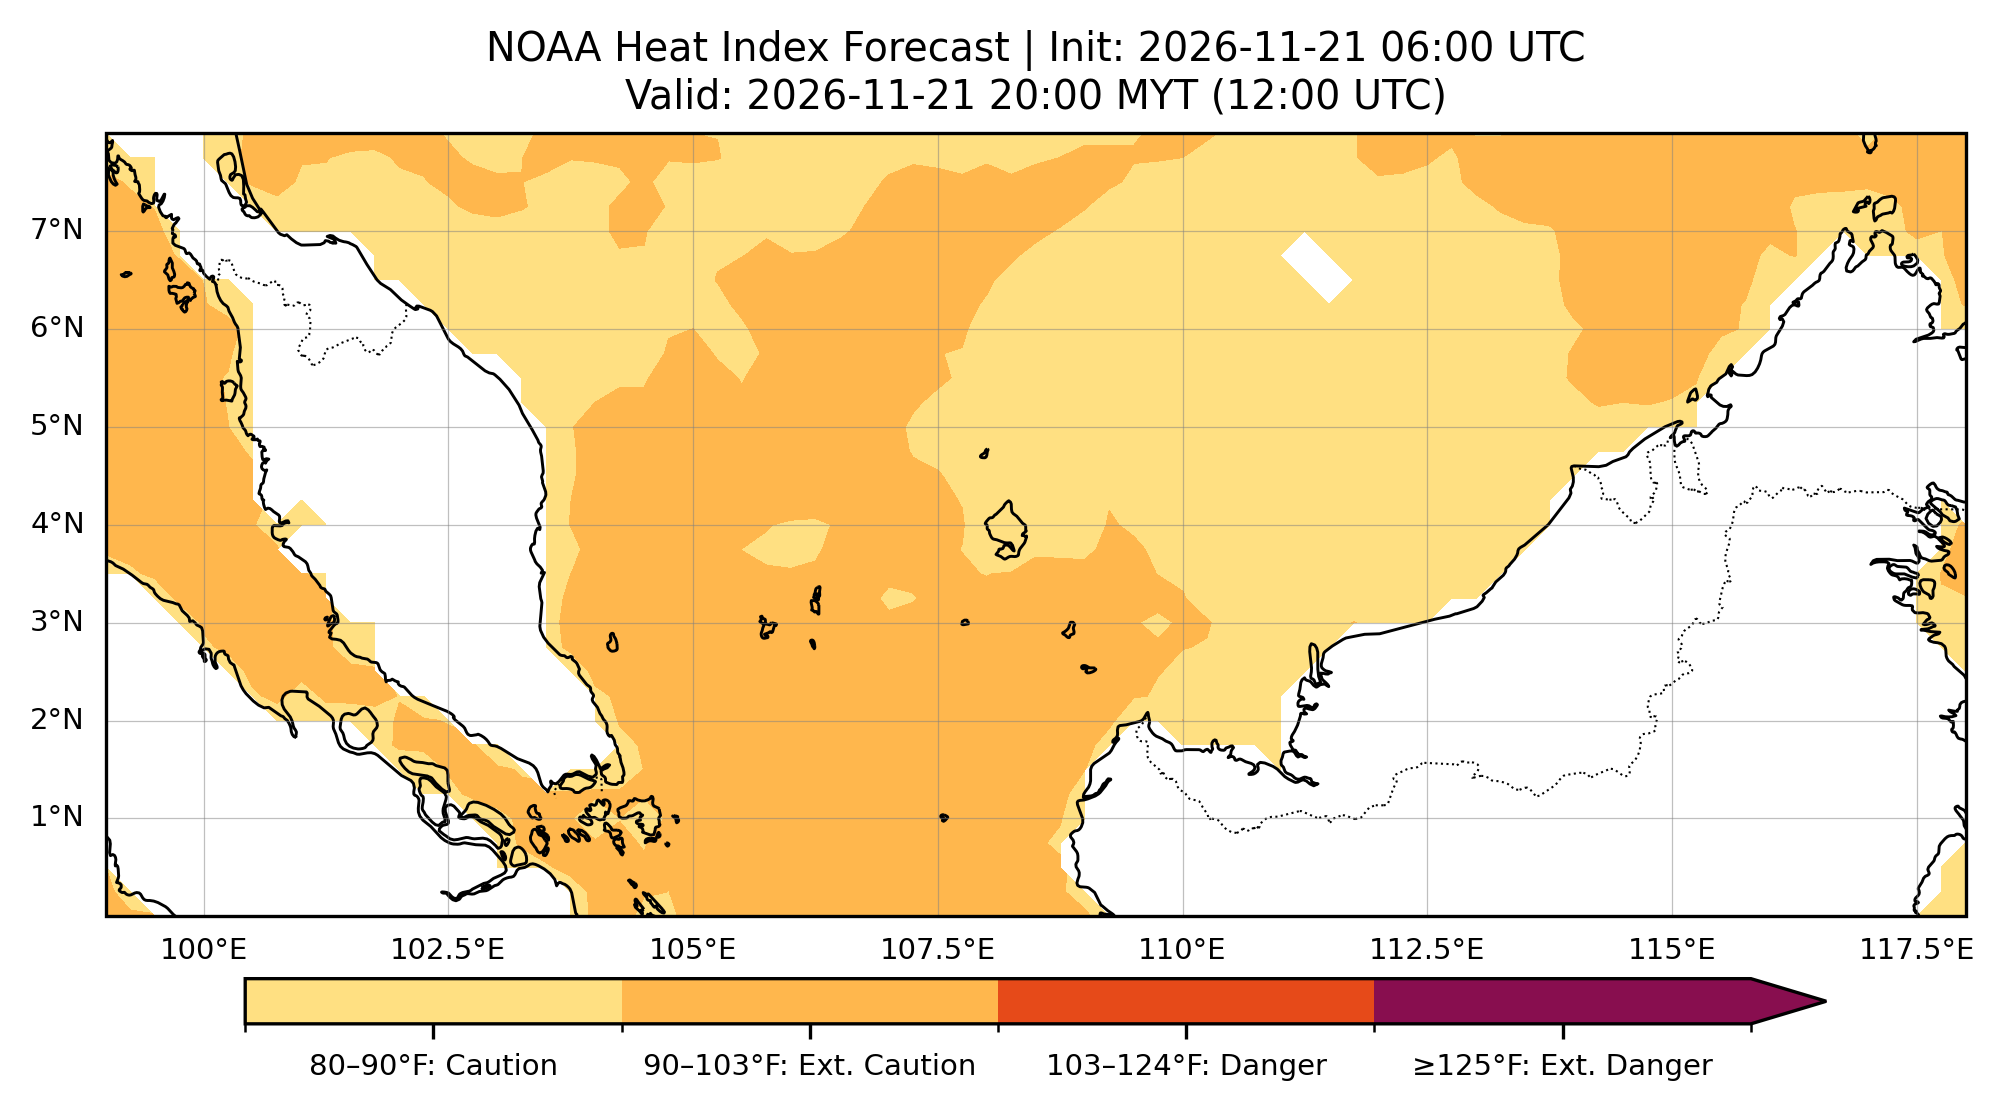 NOAA Heat Index Forecast | Init: 2026-11-21 06:00 UTC
Valid: 2026-11-21 20:00 MYT (12:00 UTC)
7°N
6°N
5°N
4°N
3°N
2°N
1°N
100°E
102.5°E
105°E
107.5°E
110°E
112.5°E
115°E
117.5°E
80–90°F: Caution
90–103°F: Ext. Caution
103–124°F: Danger
≥125°F: Ext. Danger